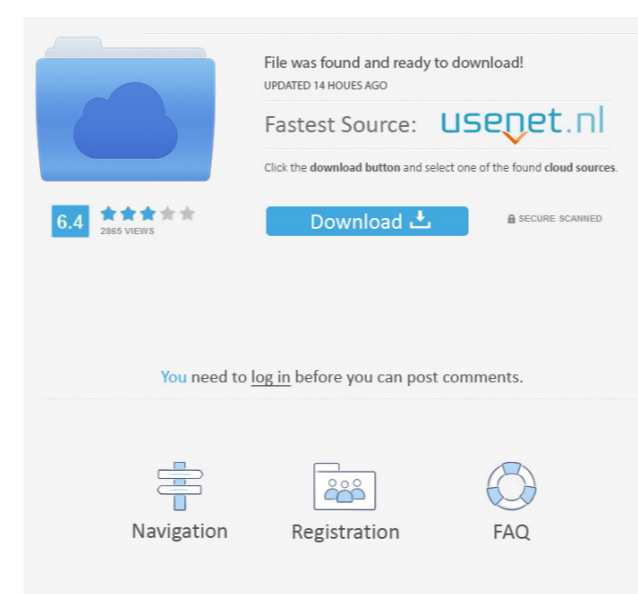 File was found and ready to download!
UPDATED 14 HOUES AGO
Fastest Source: usenet.nl
Click the download button and select one of the found cloud sources.
6.4
2865 VIEWS
Download
SECURE SCANNED
You need to log in before you can post comments.
Navigation
Registration
FAQ